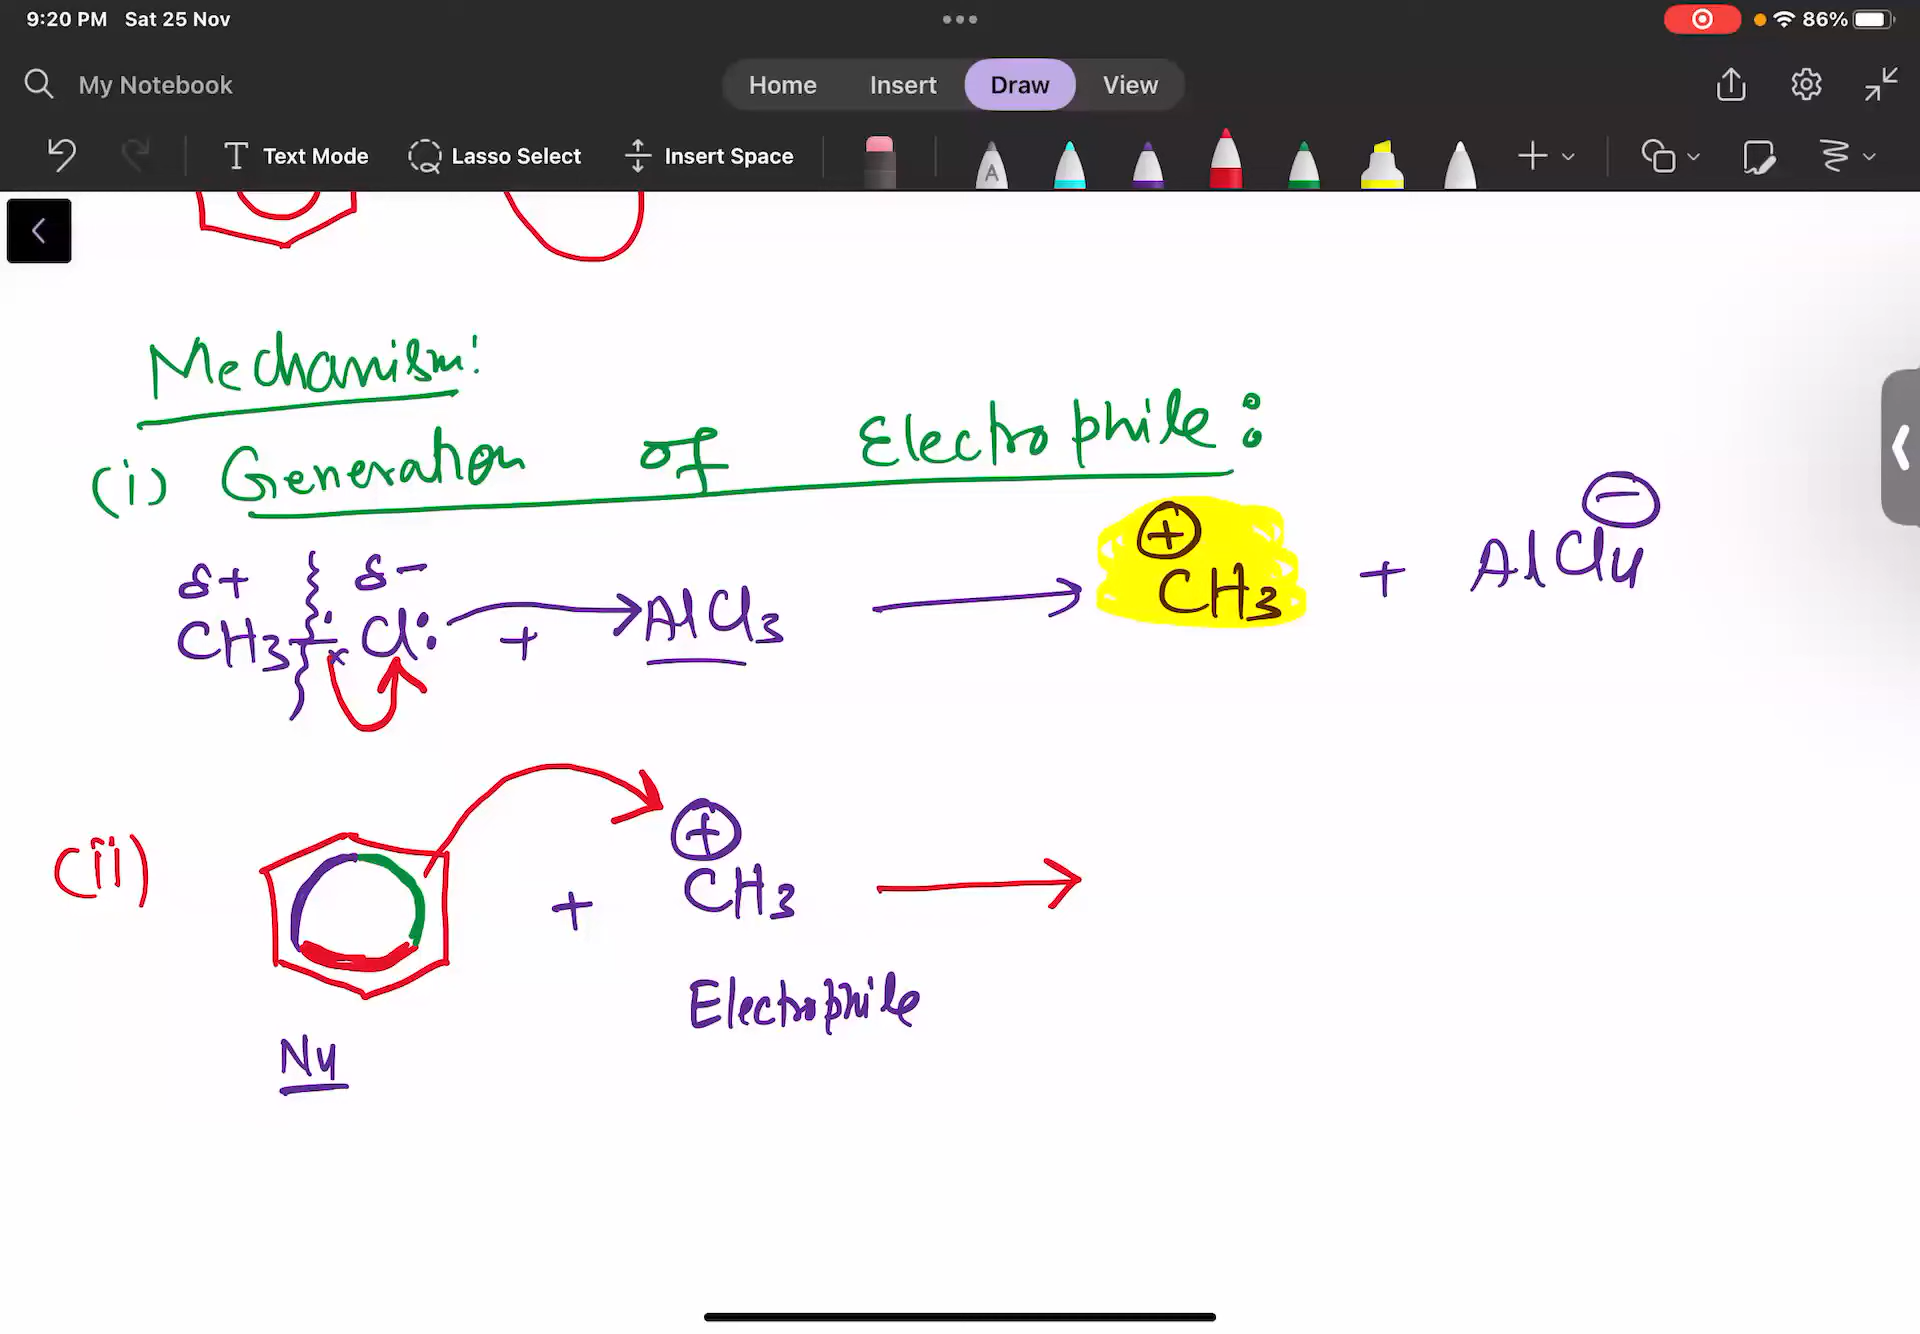 9:20 PM Sat 25 Nov
86%
My Notebook
Home Insert Draw View
Text Mode Lasso Select Insert Space
A
Mechanism:
(i) Generation of Electrophile:
δ+ δ- ⊕ ⊖
CH3 Cl: + AlCl3 → CH3 + AlCl4
⊕
(ii) + CH3 →
Electrophile
Nu